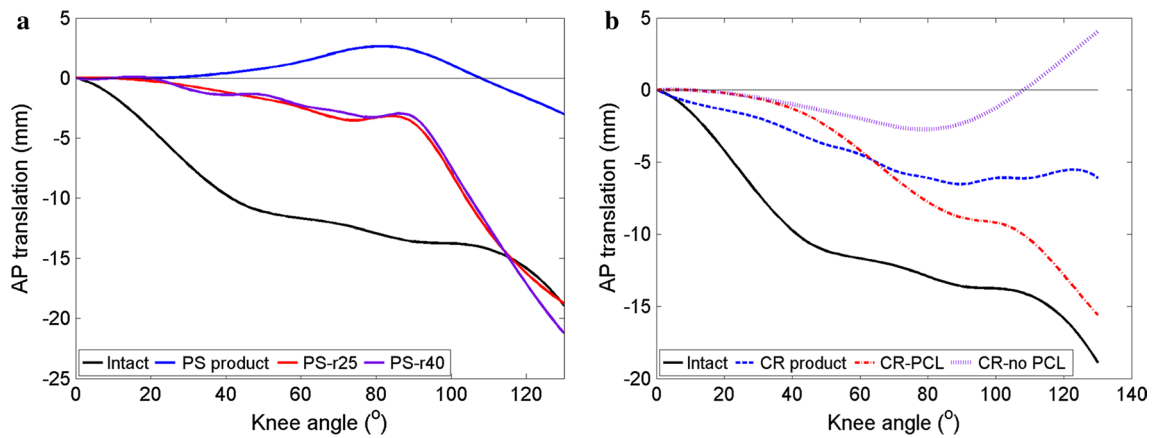 a
5
0
-5
-10
-15
-20
-25
AP translation (mm)
Intact PS product PS-r25 PS-r40
0 20 40 60 80 100 120
Knee angle (o)
b
5
0
-5
-10
-15
-20
AP translation (mm)
Intact CR product CR-PCL CR-no PCL
0 20 40 60 80 100 120 140
Knee angle (o)